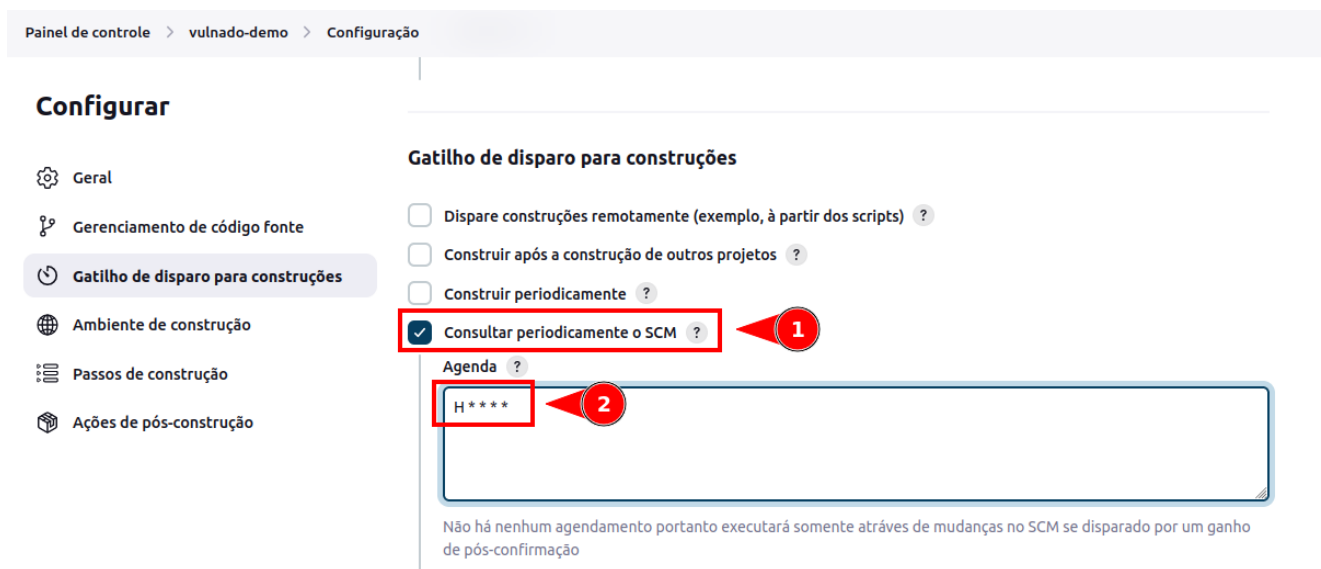 Painel de controle > vulnado-demo > Configuração
Configurar
Geral
Gerenciamento de código fonte
Gatilho de disparo para construções
Ambiente de construção
Passos de construção
Ações de pós-construção
Gatilho de disparo para construções
Dispare construções remotamente (exemplo, à partir dos scripts) ?
Construir após a construção de outros projetos ?
Construir periodicamente ?
Consultar periodicamente o SCM ?
1
Agenda ?
H * * * *
2
Não há nenhum agendamento portanto executará somente atráves de mudanças no SCM se disparado por um ganho
de pós-confirmação